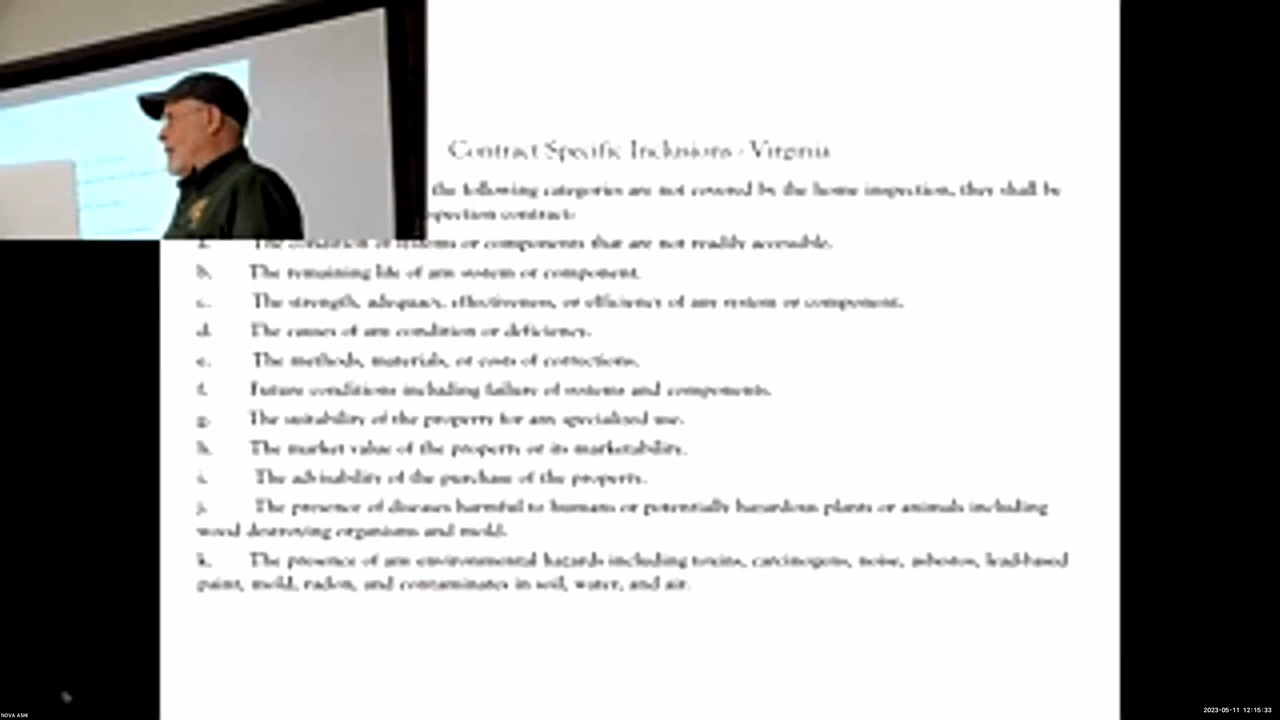 Contract Specific Inclusions - Virginia
the following categories are not covered by the home inspection, they shall be
spection contract:
a. The condition of systems or components that are not readily accessible.
b. The remaining life of any system or component.
c. The strength, adequacy, effectiveness, or efficiency of any system or component.
d. The causes of any condition or deficiency.
e. The methods, materials, or costs of corrections.
f. Future conditions including failure of systems and components.
g. The suitability of the property for any specialized use.
h. The market value of the property or its marketability.
i. The advisability of the purchase of the property.
j. The presence of diseases harmful to humans or potentially hazardous plants or animals including
wood destroying organisms and mold.
k. The presence of any environmental hazards including toxins, carcinogens, noise, asbestos, lead-based
paint, mold, radon, and contaminates in soil, water, and air.
NOVA ASHI
2023-05-11 12:15:33